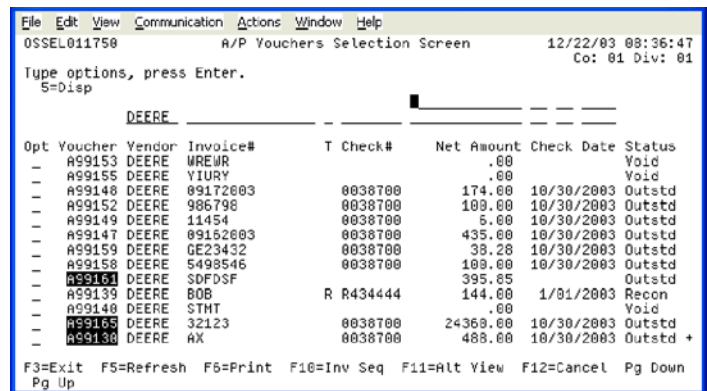 File Edit View Communication Actions Window Help
OSSEL011750 A/P Vouchers Selection Screen 12/22/03 08:36:47
Co: 01 Div: 01
Type options, press Enter.
5=Disp
DEERE
Opt Voucher Vendor Invoice# T Check# Net Amount Check Date Status
A99153 DEERE WREWR .00 Void
A99155 DEERE YIURY .00 Void
A99148 DEERE 09172003 0038700 174.00 10/30/2003 Outstd
A99152 DEERE 986798 0038700 100.00 10/30/2003 Outstd
A99149 DEERE 11454 0038700 6.00 10/30/2003 Outstd
A99147 DEERE 09162003 0038700 435.00 10/30/2003 Outstd
A99159 DEERE GE23432 0038700 38.28 10/30/2003 Outstd
A99158 DEERE 5498546 0038700 100.00 10/30/2003 Outstd
A99161 DEERE SDFDSF 395.85 Outstd
A99139 DEERE BOB R R434444 144.00 1/01/2003 Recon
A99140 DEERE STMT .00 Void
A99165 DEERE 32123 0038700 24360.00 10/30/2003 Outstd
A99130 DEERE AX 0038700 488.00 10/30/2003 Outstd +
F3=Exit F5=Refresh F6=Print F10=Inv Seq F11=Alt View F12=Cancel Pg Down
Pg Up